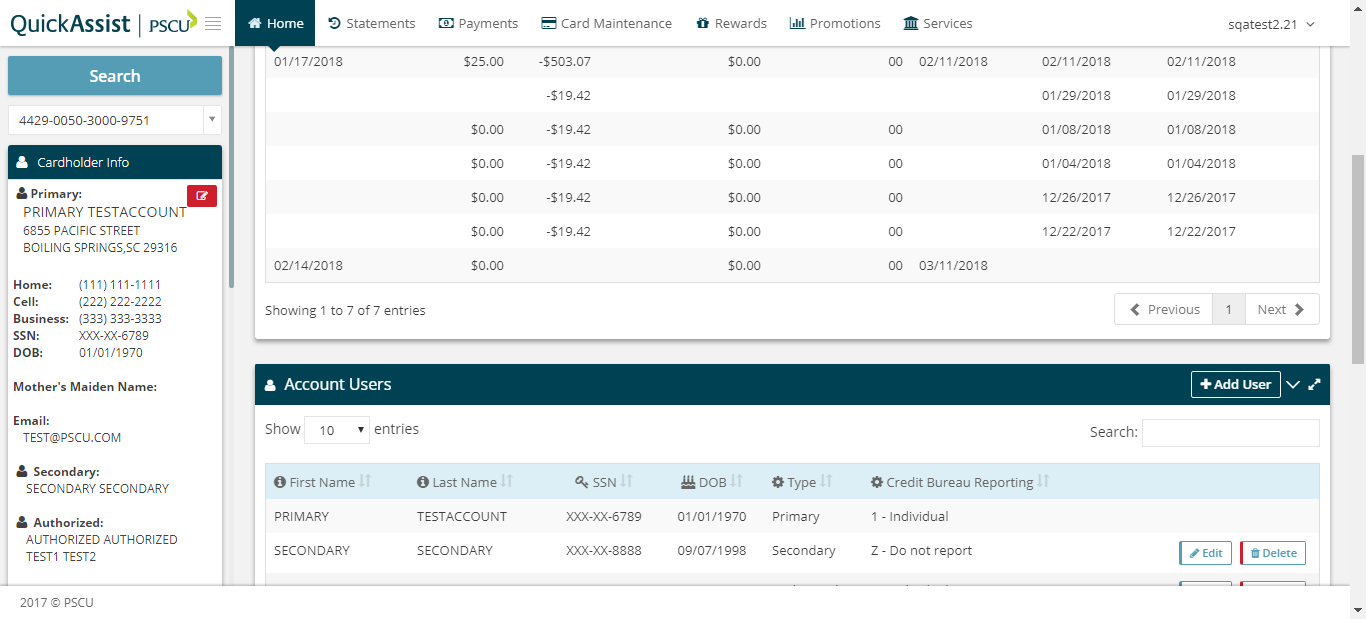 QuickAssist | PSCU
Home Statements Payments Card Maintenance Rewards Promotions Services sqatest2.21
Search
4429-0050-3000-9751
Cardholder Info
Primary:
PRIMARY TESTACCOUNT
6855 PACIFIC STREET
BOILING SPRINGS,SC 29316
Home: (111) 111-1111
Cell: (222) 222-2222
Business: (333) 333-3333
SSN: XXX-XX-6789
DOB: 01/01/1970
Mother's Maiden Name:
Email:
TEST@PSCU.COM
Secondary:
SECONDARY SECONDARY
Authorized:
AUTHORIZED AUTHORIZED
TEST1 TEST2
01/17/2018 $25.00 -$503.07 $0.00 00 02/11/2018 02/11/2018 02/11/2018
-$19.42 01/29/2018 01/29/2018
$0.00 -$19.42 $0.00 00 01/08/2018 01/08/2018
$0.00 -$19.42 $0.00 00 01/04/2018 01/04/2018
$0.00 -$19.42 $0.00 00 12/26/2017 12/26/2017
$0.00 -$19.42 $0.00 00 12/22/2017 12/22/2017
02/14/2018 $0.00 $0.00 00 03/11/2018
Showing 1 to 7 of 7 entries
Previous 1 Next
Account Users
Add User
Show 10 entries
Search:
First Name Last Name SSN DOB Type Credit Bureau Reporting
PRIMARY TESTACCOUNT XXX-XX-6789 01/01/1970 Primary 1 - Individual
SECONDARY SECONDARY XXX-XX-8888 09/07/1998 Secondary Z - Do not report Edit Delete
2017 © PSCU